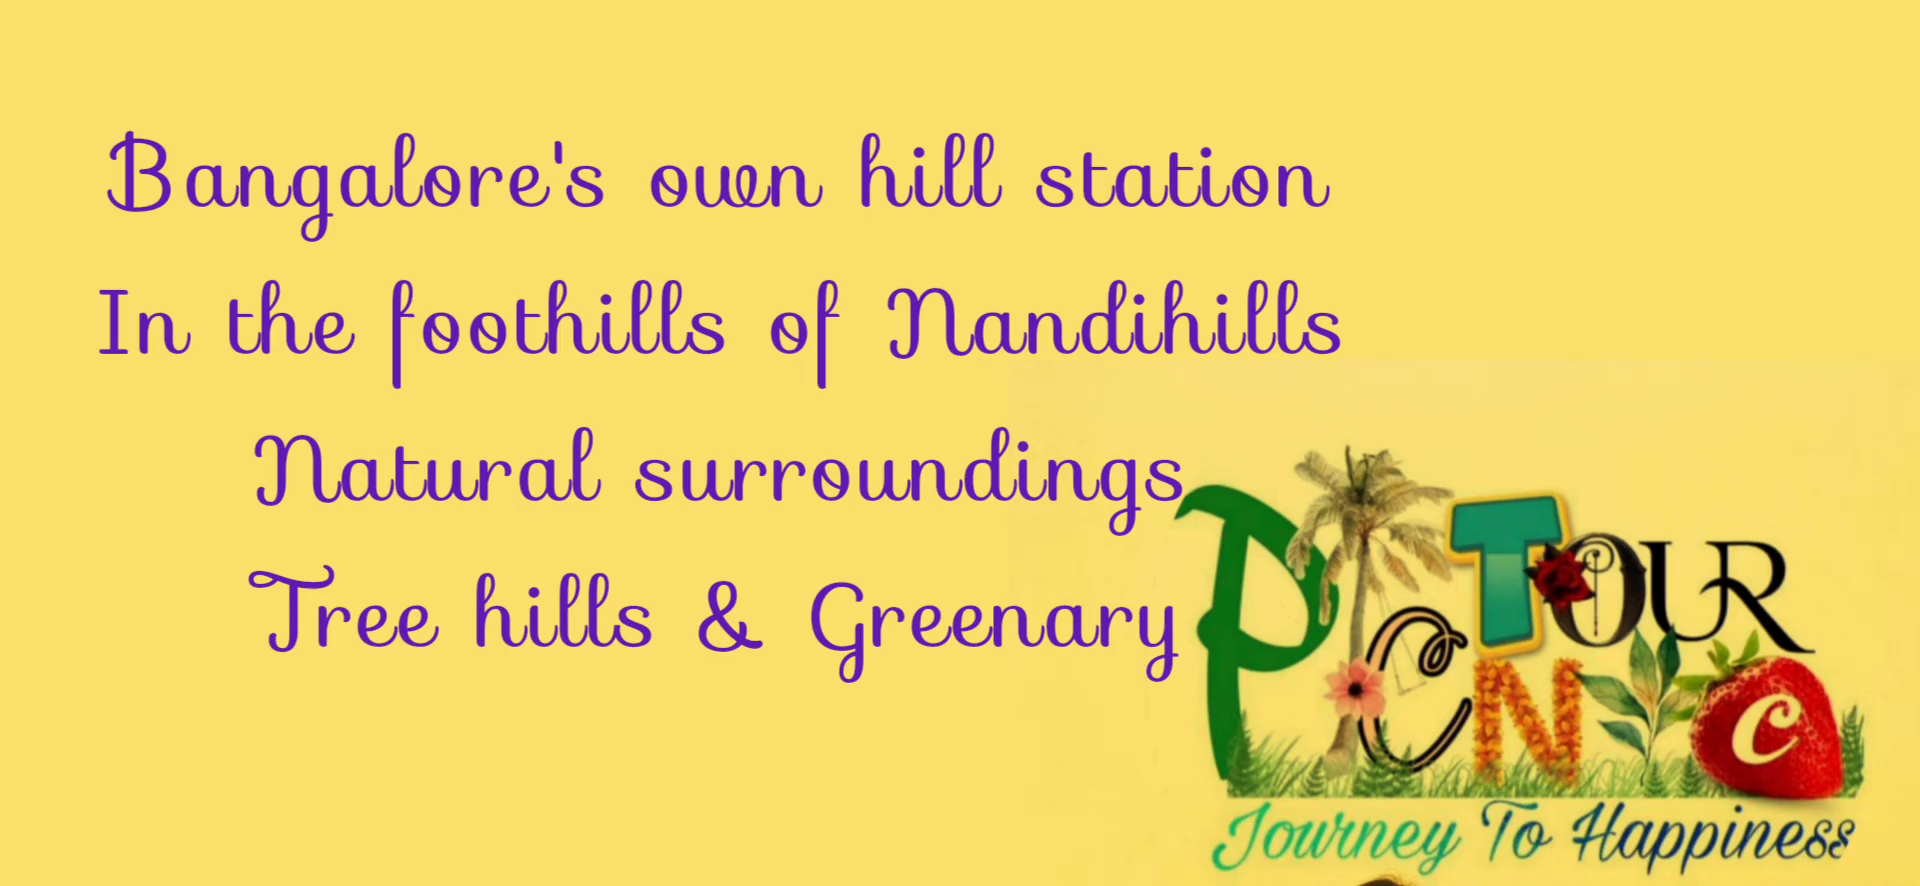 Bangalore's own hill station
In the foothills of Nandihills
Natural surroundings
Tree hills & Greenary
TOUR
PICNIC
Journey To Happiness